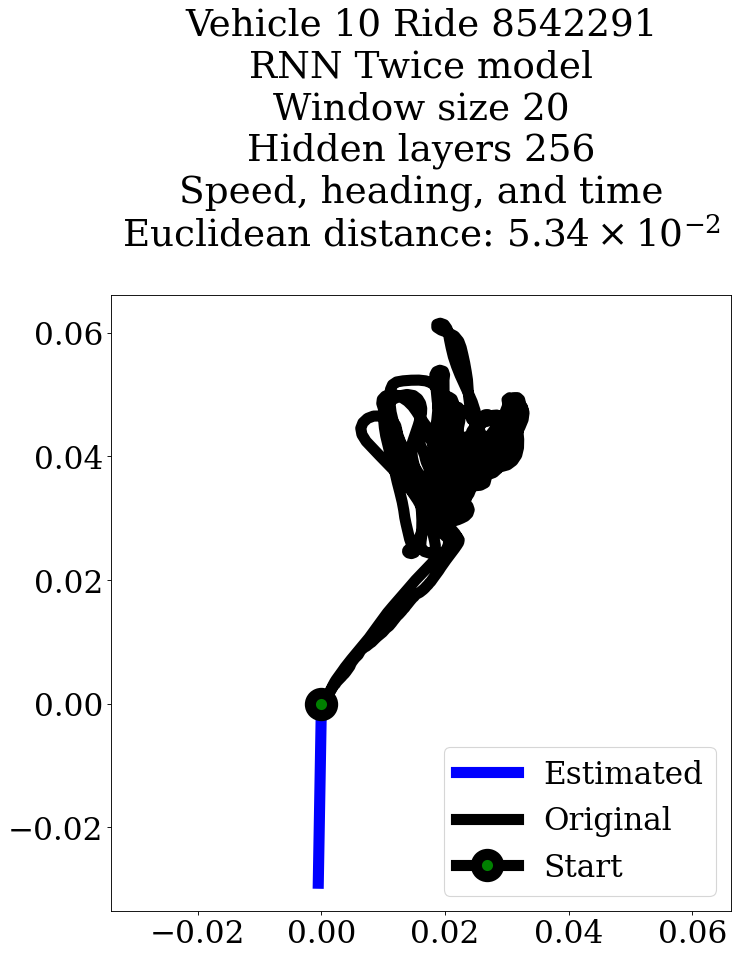 Vehicle 10 Ride 8542291
RNN Twice model
Window size 20
Hidden layers 256
Speed, heading, and time
Euclidean distance: 5.34 × 10⁻²
0.06
0.04
0.02
0.00
−0.02
Estimated
Original
Start
−0.02 0.00 0.02 0.04 0.06